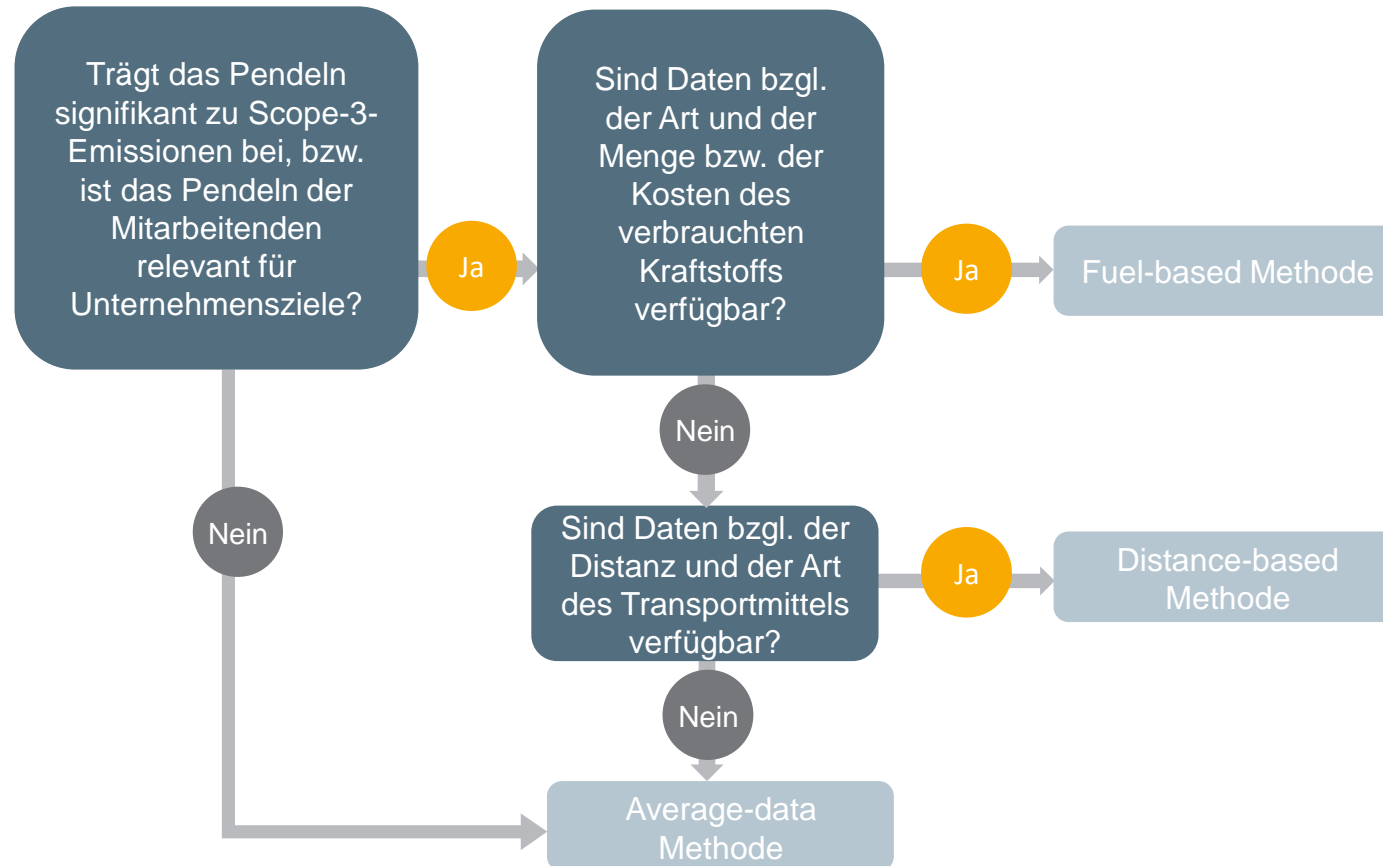 Trägt das Pendeln
signifikant zu Scope-3-
Emissionen bei, bzw.
ist das Pendeln der
Mitarbeitenden
relevant für
Unternehmensziele?
Ja
Sind Daten bzgl.
der Art und der
Menge bzw. der
Kosten des
verbrauchten
Kraftstoffs
verfügbar?
Ja
Fuel-based Methode
Nein
Nein
Sind Daten bzgl. der
Distanz und der Art
des Transportmittels
verfügbar?
Ja
Distance-based
Methode
Nein
Average-data
Methode